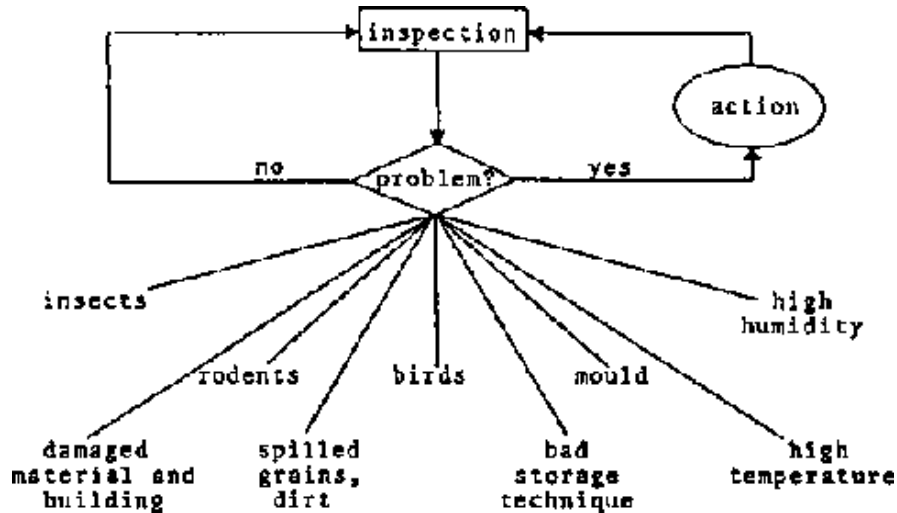 inspection
action
no
problem?
yes
insects
high
humidity
rodents
birds
mould
damaged
material and
building
spilled
grains,
dirt
bad
storage
technique
high
temperature